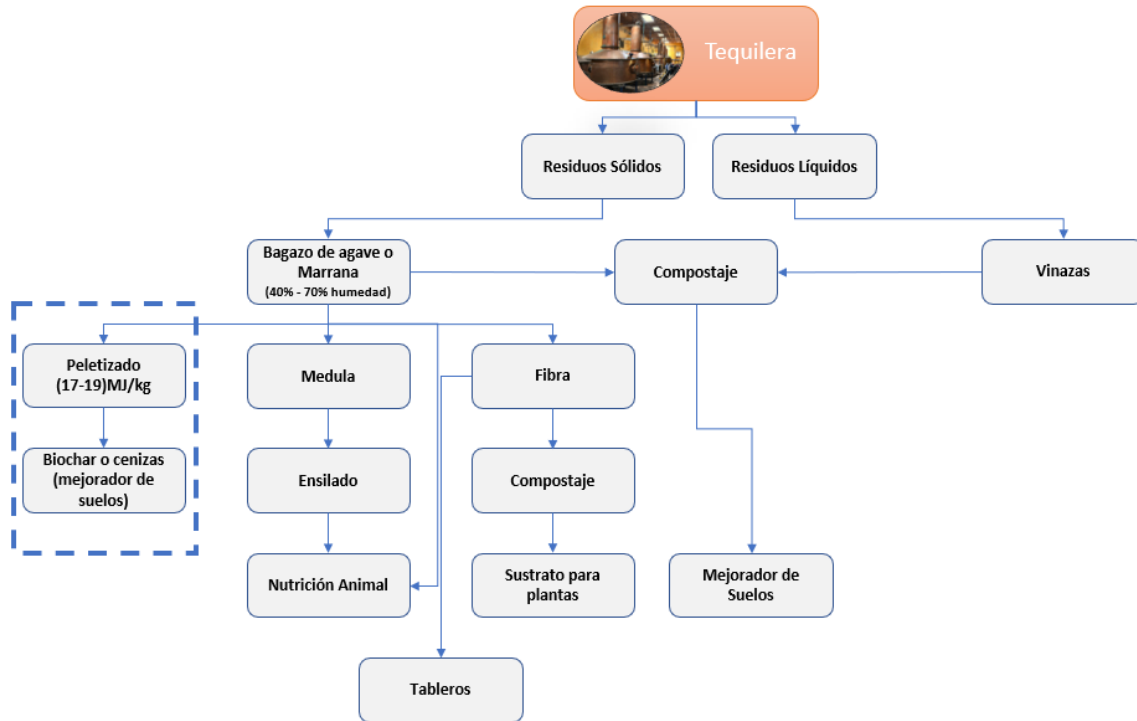 Tequilera
Residuos Sólidos
Residuos Líquidos
Bagazo de agave o
Marrana
(40% - 70% humedad)
Compostaje
Vinazas
Peletizado
(17-19)MJ/kg
Medula
Fibra
Biochar o cenizas
(mejorador de
suelos)
Ensilado
Compostaje
Nutrición Animal
Sustrato para
plantas
Mejorador de
Suelos
Tableros